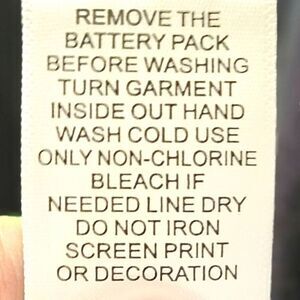 REMOVE THE
BATTERY PACK
BEFORE WASHING
TURN GARMENT
INSIDE OUT HAND
WASH COLD USE
ONLY NON-CHLORINE
BLEACH IF
NEEDED LINE DRY
DO NOT IRON
SCREEN PRINT
OR DECORATION